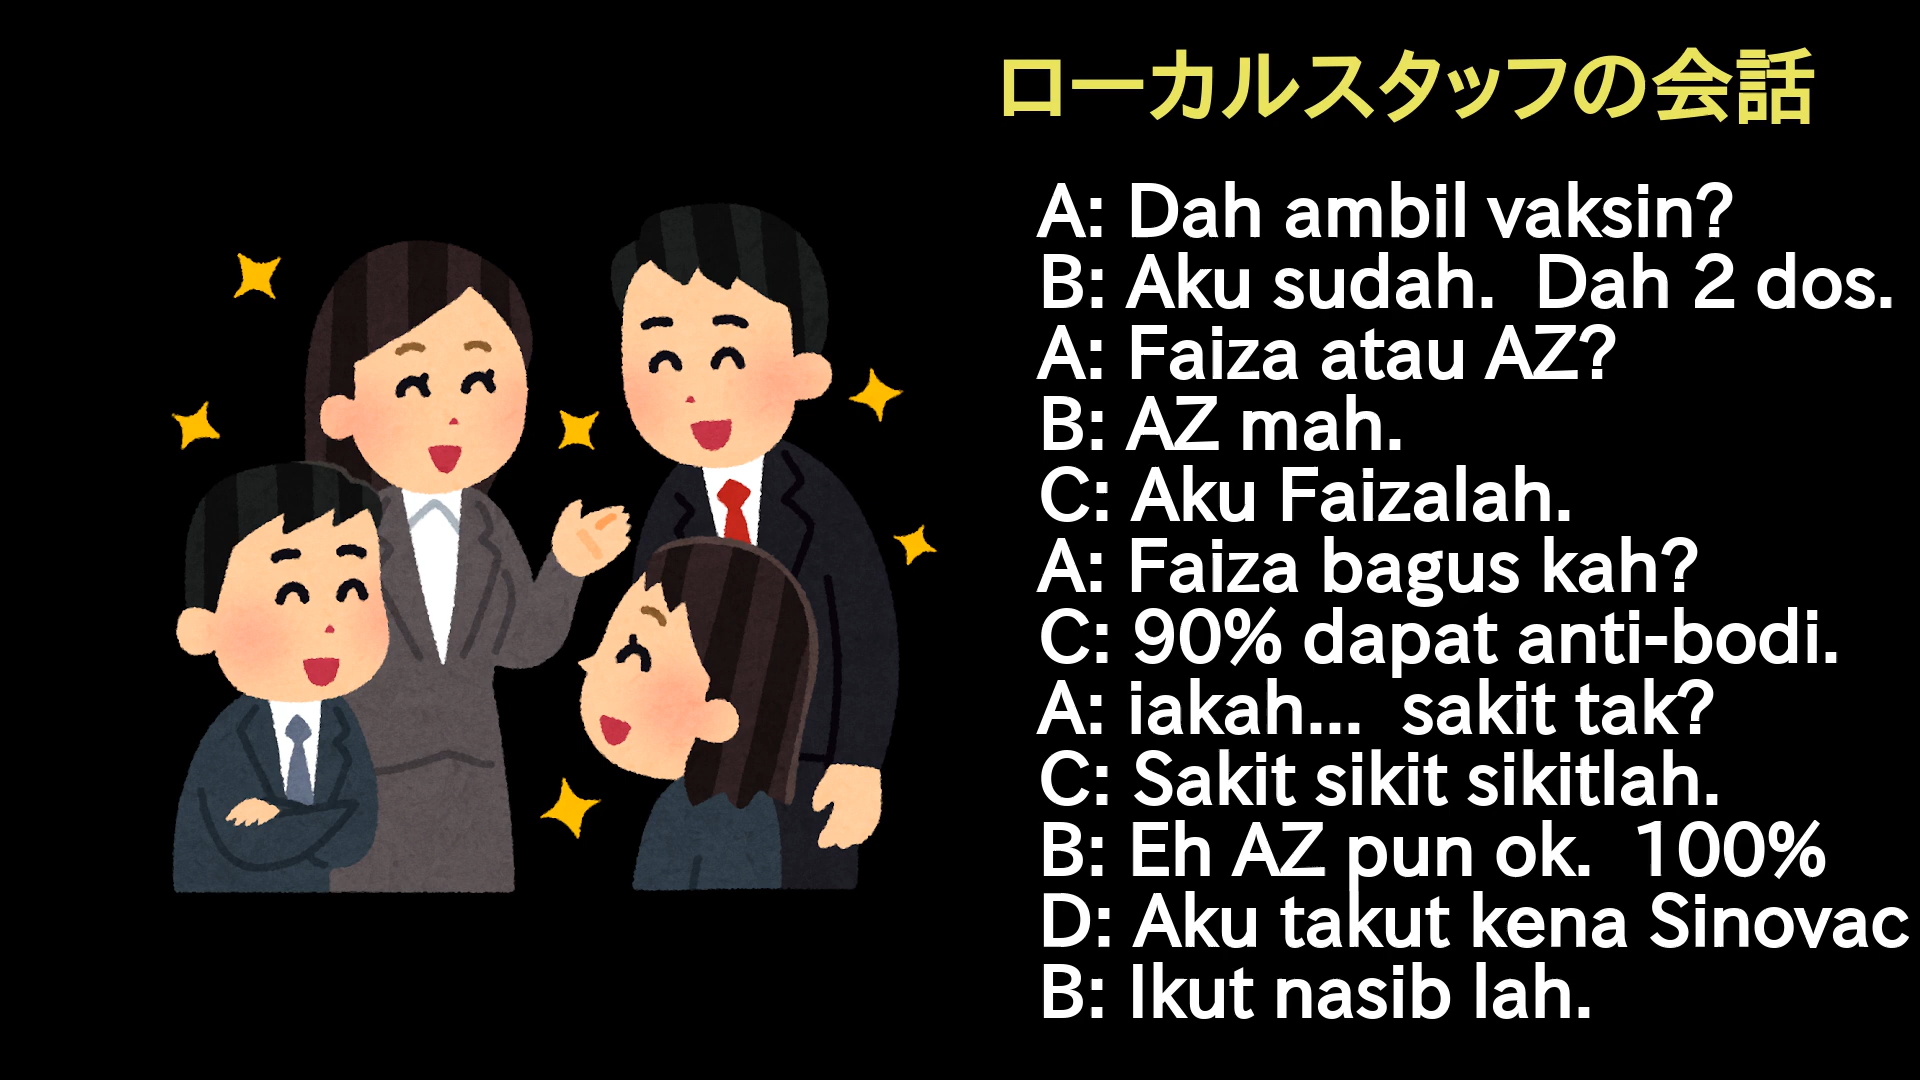 ローカルスタッフの会話
A: Dah ambil vaksin?
B: Aku sudah.  Dah 2 dos.
A: Faiza atau AZ?
B: AZ mah.
C: Aku Faizalah.
A: Faiza bagus kah?
C: 90% dapat anti-bodi.
A: iakah...  sakit tak?
C: Sakit sikit sikitlah.
B: Eh AZ pun ok.  100%
D: Aku takut kena Sinovac
B: Ikut nasib lah.